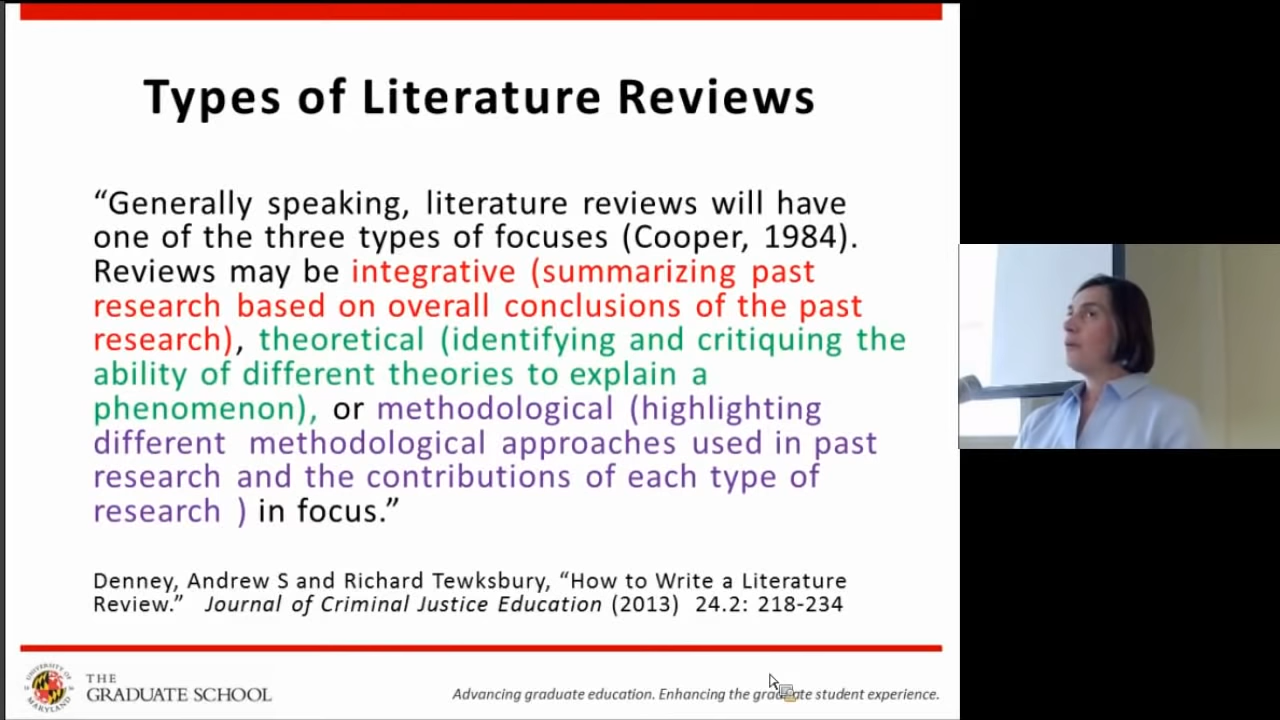 Types of Literature Reviews
“Generally speaking, literature reviews will have
one of the three types of focuses (Cooper, 1984).
Reviews may be integrative (summarizing past
research based on overall conclusions of the past
research), theoretical (identifying and critiquing the
ability of different theories to explain a
phenomenon), or methodological (highlighting
different methodological approaches used in past
research and the contributions of each type of
research ) in focus.”
Denney, Andrew S and Richard Tewksbury, “How to Write a Literature
Review.” Journal of Criminal Justice Education (2013) 24.2: 218-234
UNIVERSITY OF
MARYLAND
THE
GRADUATE SCHOOL
Advancing graduate education. Enhancing the graduate student experience.